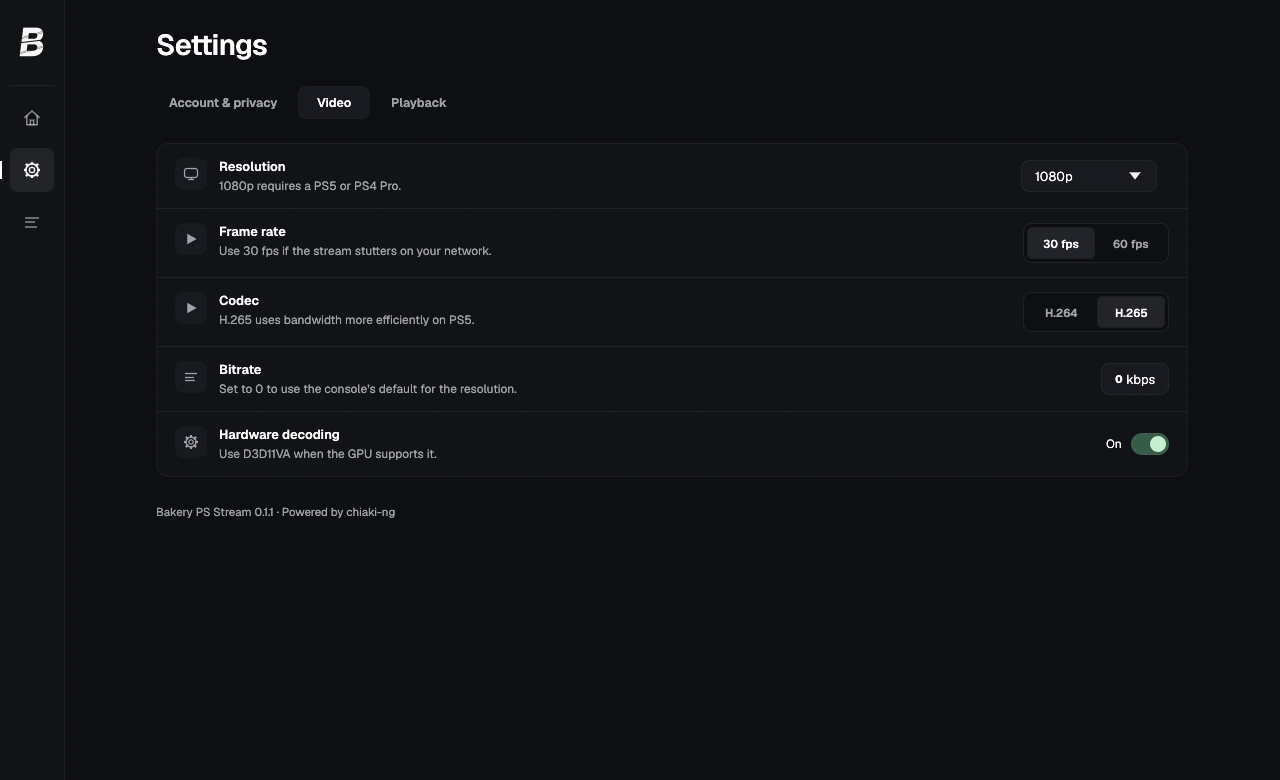 B
Settings
Account & privacy
Video
Playback
Resolution
1080p requires a PS5 or PS4 Pro.
1080p
Frame rate
Use 30 fps if the stream stutters on your network.
30 fps
60 fps
Codec
H.265 uses bandwidth more efficiently on PS5.
H.264
H.265
Bitrate
Set to 0 to use the console's default for the resolution.
0 kbps
Hardware decoding
Use D3D11VA when the GPU supports it.
On
Bakery PS Stream 0.1.1 · Powered by chiaki-ng